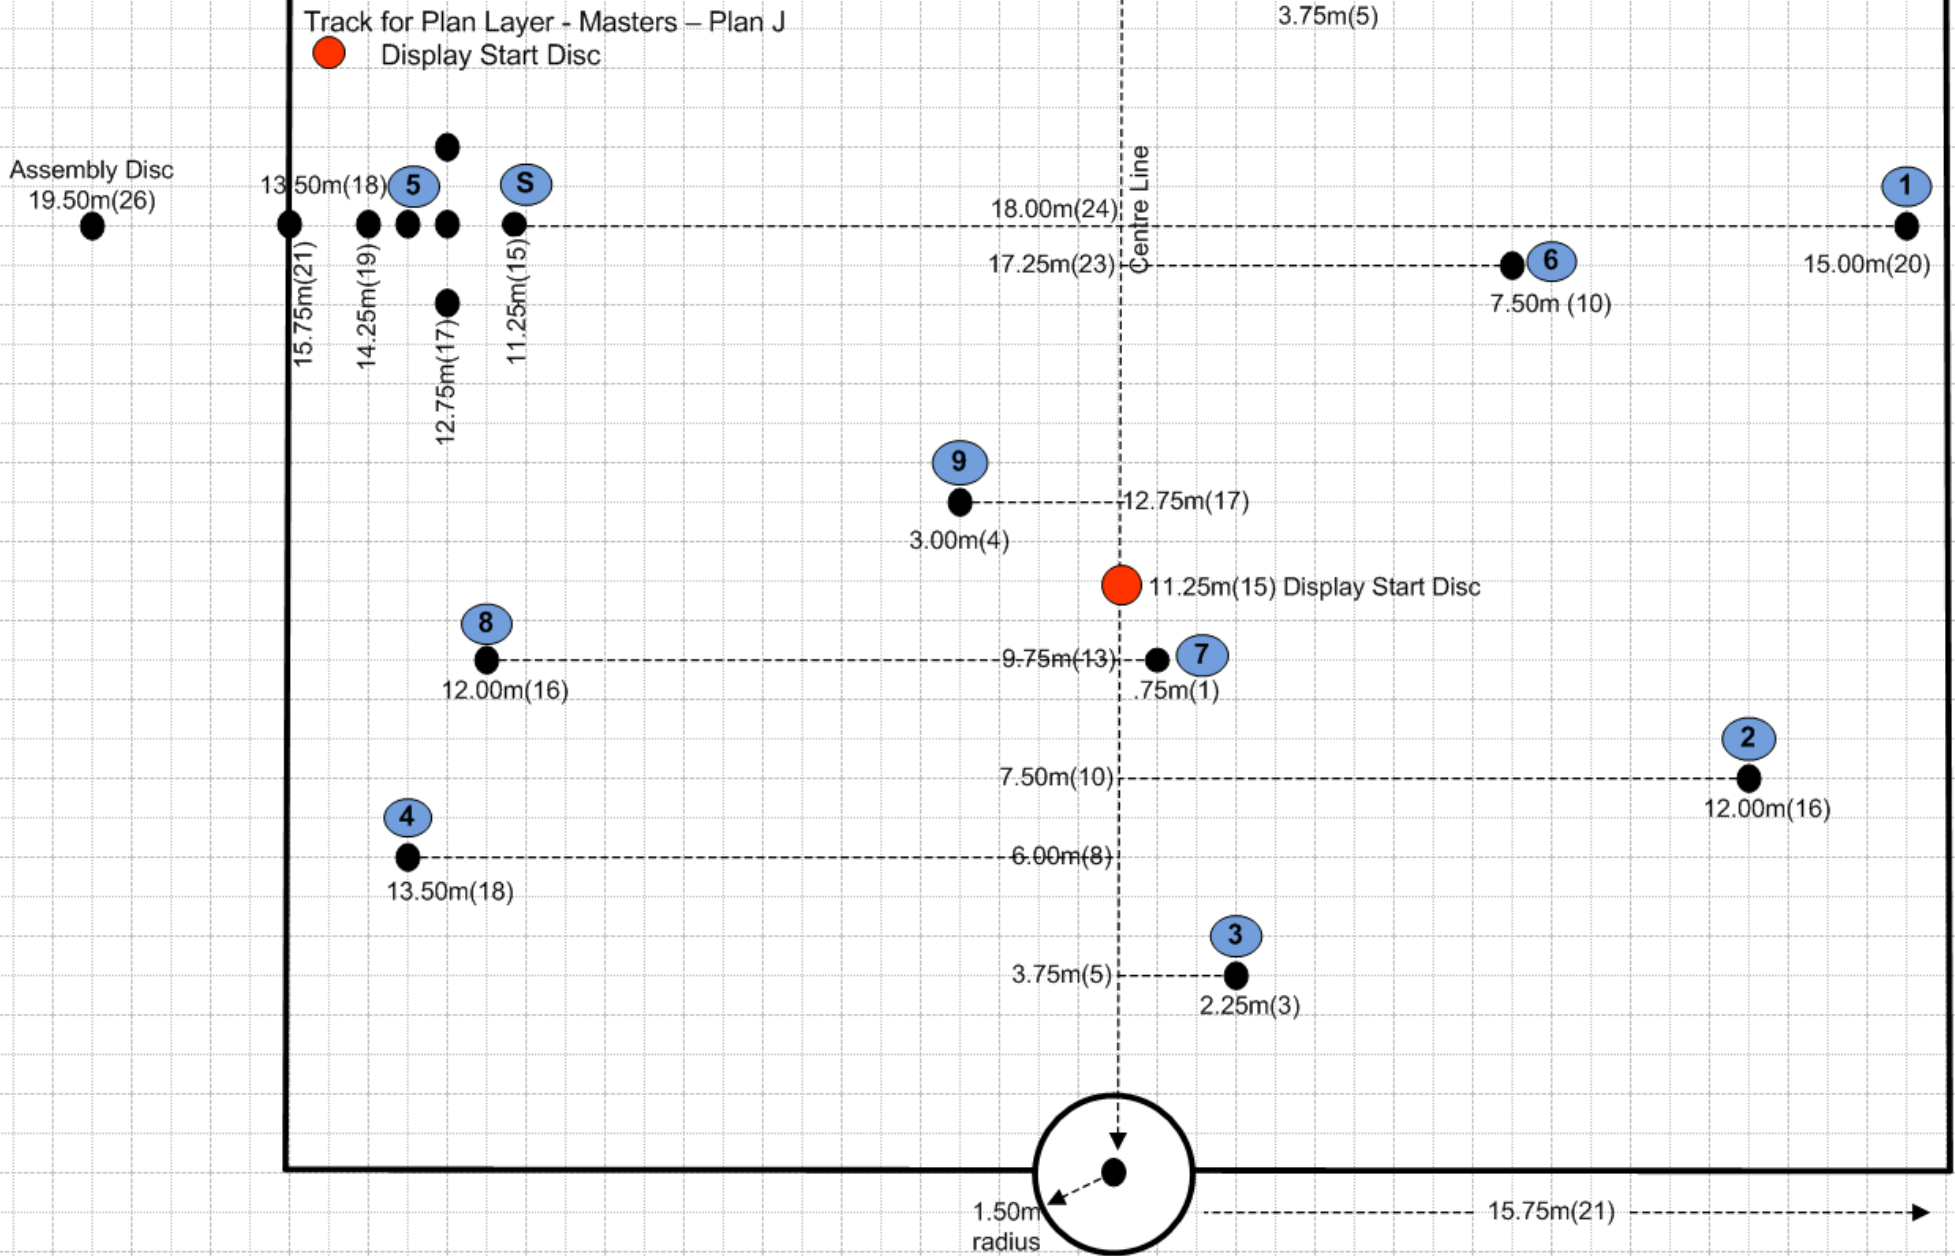 Track for Plan Layer - Masters – Plan J
3.75m(5)
Display Start Disc
Assembly Disc
19.50m(26)
13.50m(18)
5
S
1
Centre Line
18.00m(24)
17.25m(23)
6
15.00m(20)
7.50m (10)
15.75m(21)
14.25m(19)
12.75m(17)
11.25m(15)
9
12.75m(17)
3.00m(4)
11.25m(15) Display Start Disc
8
9.75m(13)
7
12.00m(16)
.75m(1)
2
7.50m(10)
12.00m(16)
4
6.00m(8)
13.50m(18)
3
3.75m(5)
2.25m(3)
1.50m
radius
15.75m(21)